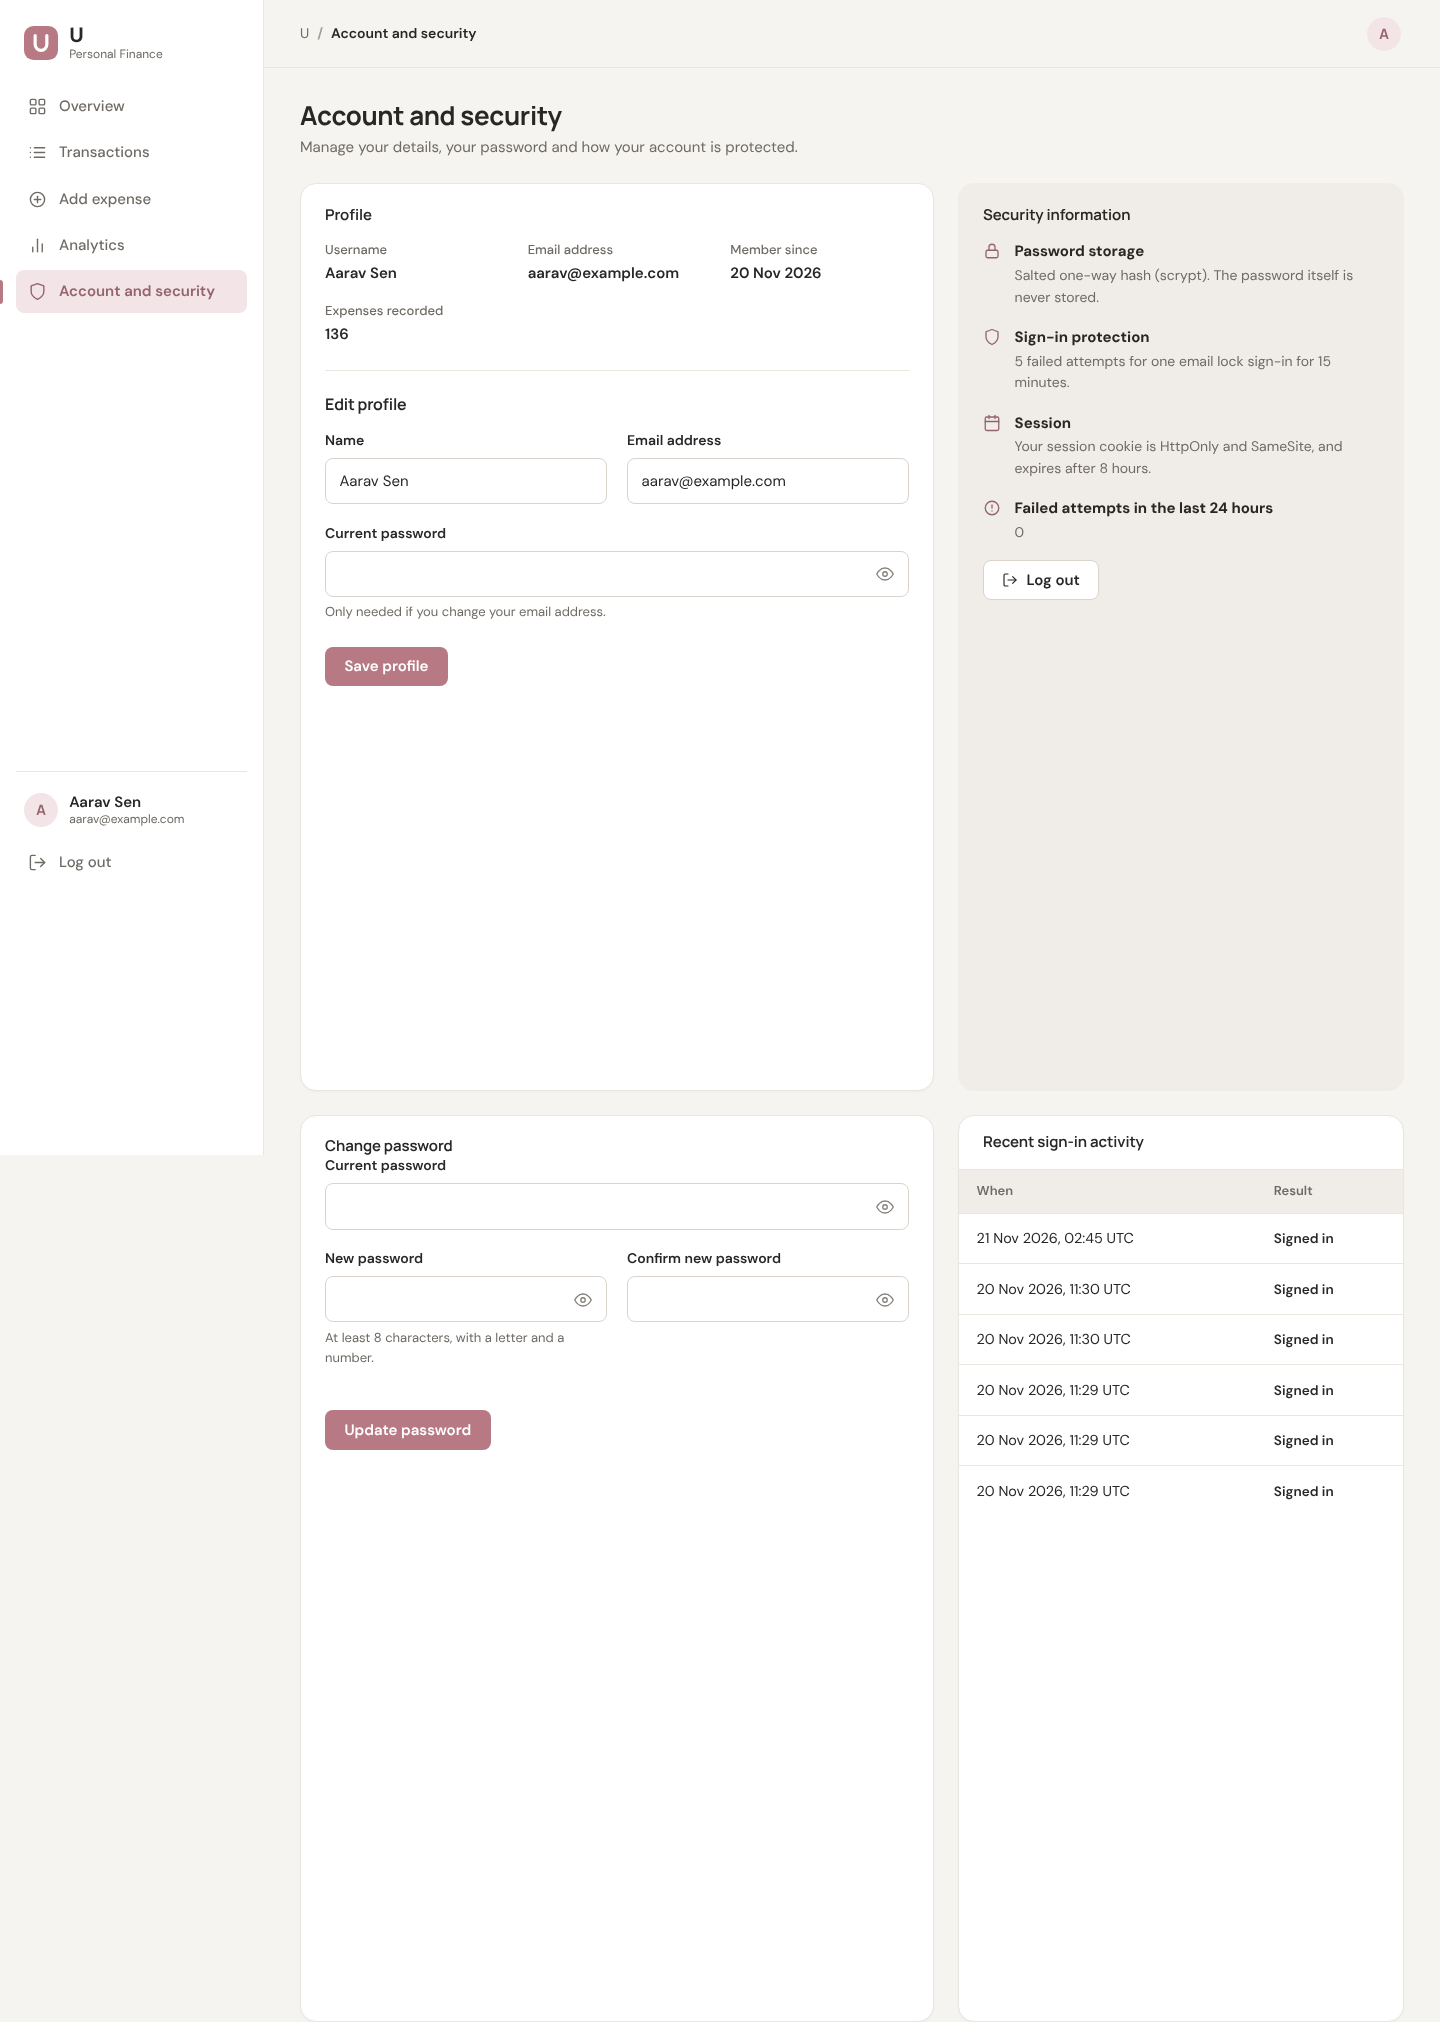 U
U
Personal Finance
Overview
Transactions
Add expense
Analytics
Account and security
Aarav Sen
A
aarav@example.com
Log out
U / Account and security
A
Account and security
Manage your details, your password and how your account is protected.
Profile
Username
Email address
Member since
Aarav Sen
aarav@example.com
20 Nov 2026
Expenses recorded
136
Edit profile
Name
Email address
Aarav Sen
aarav@example.com
Current password
Only needed if you change your email address.
Save profile
Security information
Password storage
Salted one-way hash (scrypt). The password itself is
never stored.
Sign-in protection
5 failed attempts for one email lock sign-in for 15
minutes.
Session
Your session cookie is HttpOnly and SameSite, and
expires after 8 hours.
Failed attempts in the last 24 hours
0
Log out
Change password
Current password
New password
Confirm new password
At least 8 characters, with a letter and a
number.
Update password
Recent sign-in activity
When Result
21 Nov 2026, 02:45 UTC Signed in
20 Nov 2026, 11:30 UTC Signed in
20 Nov 2026, 11:30 UTC Signed in
20 Nov 2026, 11:29 UTC Signed in
20 Nov 2026, 11:29 UTC Signed in
20 Nov 2026, 11:29 UTC Signed in